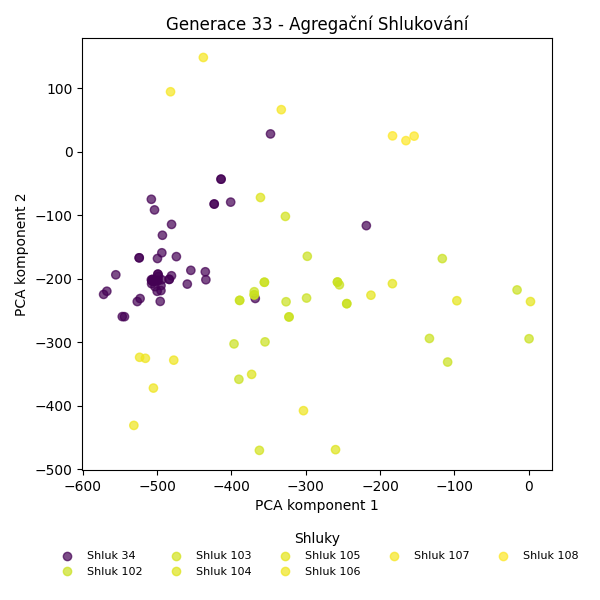 Generace 33 - Agregační Shlukování
PCA komponent 2
100
0
−100
−200
−300
−400
−500
−600 −500 −400 −300 −200 −100 0
PCA komponent 1
Shluky
Shluk 34 Shluk 103 Shluk 105 Shluk 107 Shluk 108
Shluk 102 Shluk 104 Shluk 106